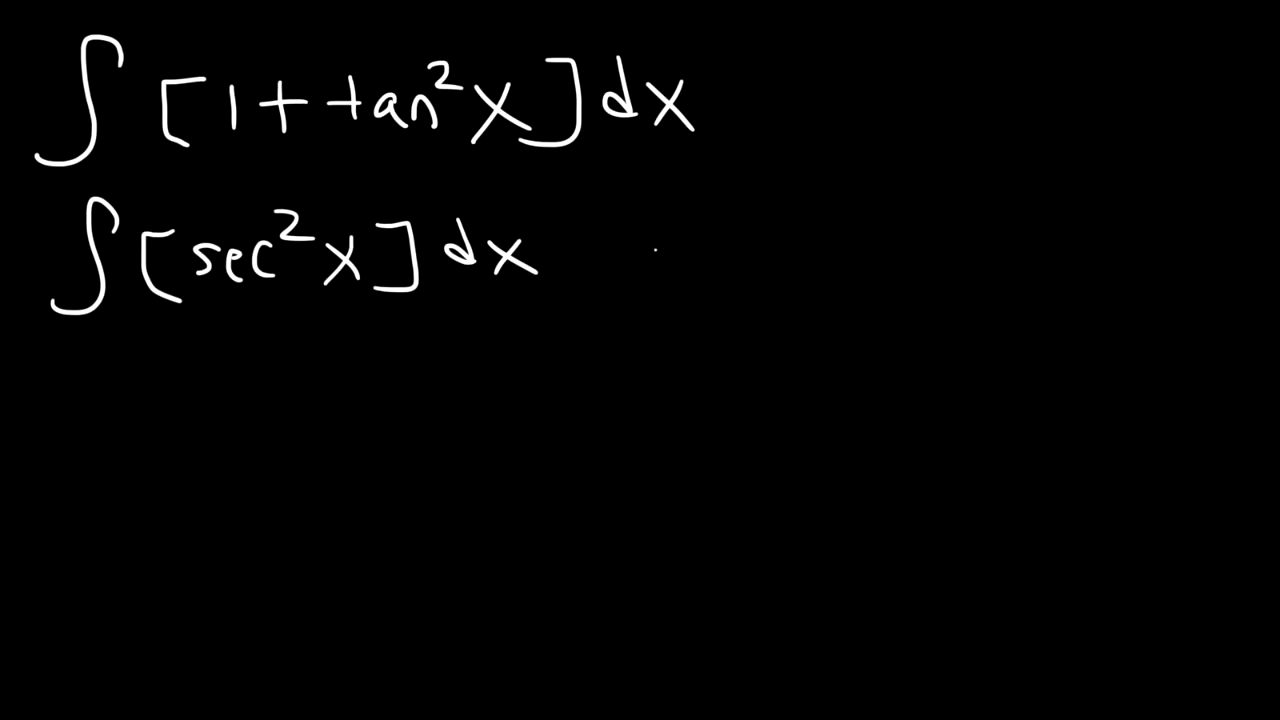 ∫ [1 + tan²x] dx
∫ [sec²x] dx